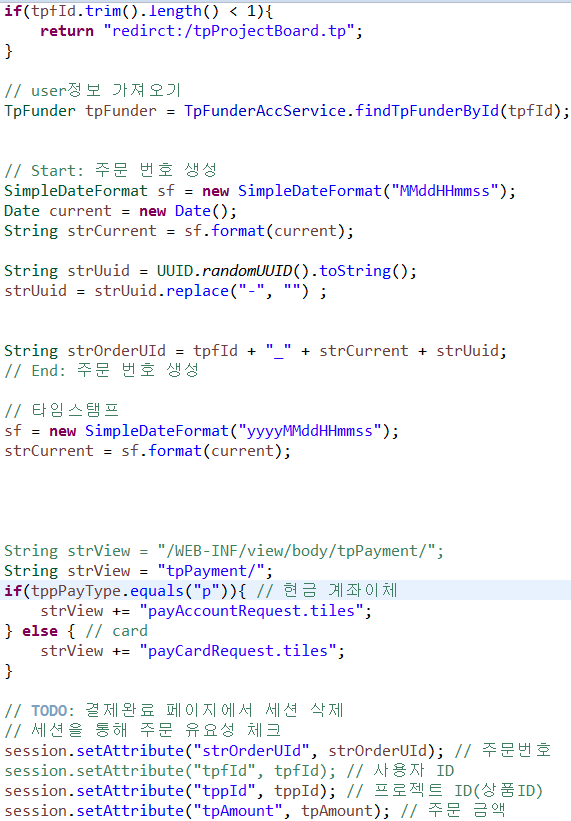 if(tpfId.trim().length() < 1){
    return "redirct:/tpProjectBoard.tp";
}
// user정보 가져오기
TpFunder tpFunder = TpFunderAccService.findTpFunderById(tpfId);
// Start: 주문 번호 생성
SimpleDateFormat sf = new SimpleDateFormat("MMddHHmmss");
Date current = new Date();
String strCurrent = sf.format(current);
String strUuid = UUID.randomUUID().toString();
strUuid = strUuid.replace("-", "") ;
String strOrderUId = tpfId + "_" + strCurrent + strUuid;
// End: 주문 번호 생성
// 타임스탬프
sf = new SimpleDateFormat("yyyyMMddHHmmss");
strCurrent = sf.format(current);
String strView = "/WEB-INF/view/body/tpPayment/";
String strView = "tpPayment/";
if(tppPayType.equals("p")){ // 현금 계좌이체
    strView += "payAccountRequest.tiles";
} else { // card
    strView += "payCardRequest.tiles";
}
// TODO: 결제완료 페이지에서 세션 삭제
// 세션을 통해 주문 유요성 체크
session.setAttribute("strOrderUId", strOrderUId); // 주문번호
session.setAttribute("tpfId", tpfId); // 사용자 ID
session.setAttribute("tppId", tppId); // 프로젝트 ID(상품ID)
session.setAttribute("tpAmount", tpAmount); // 주문 금액